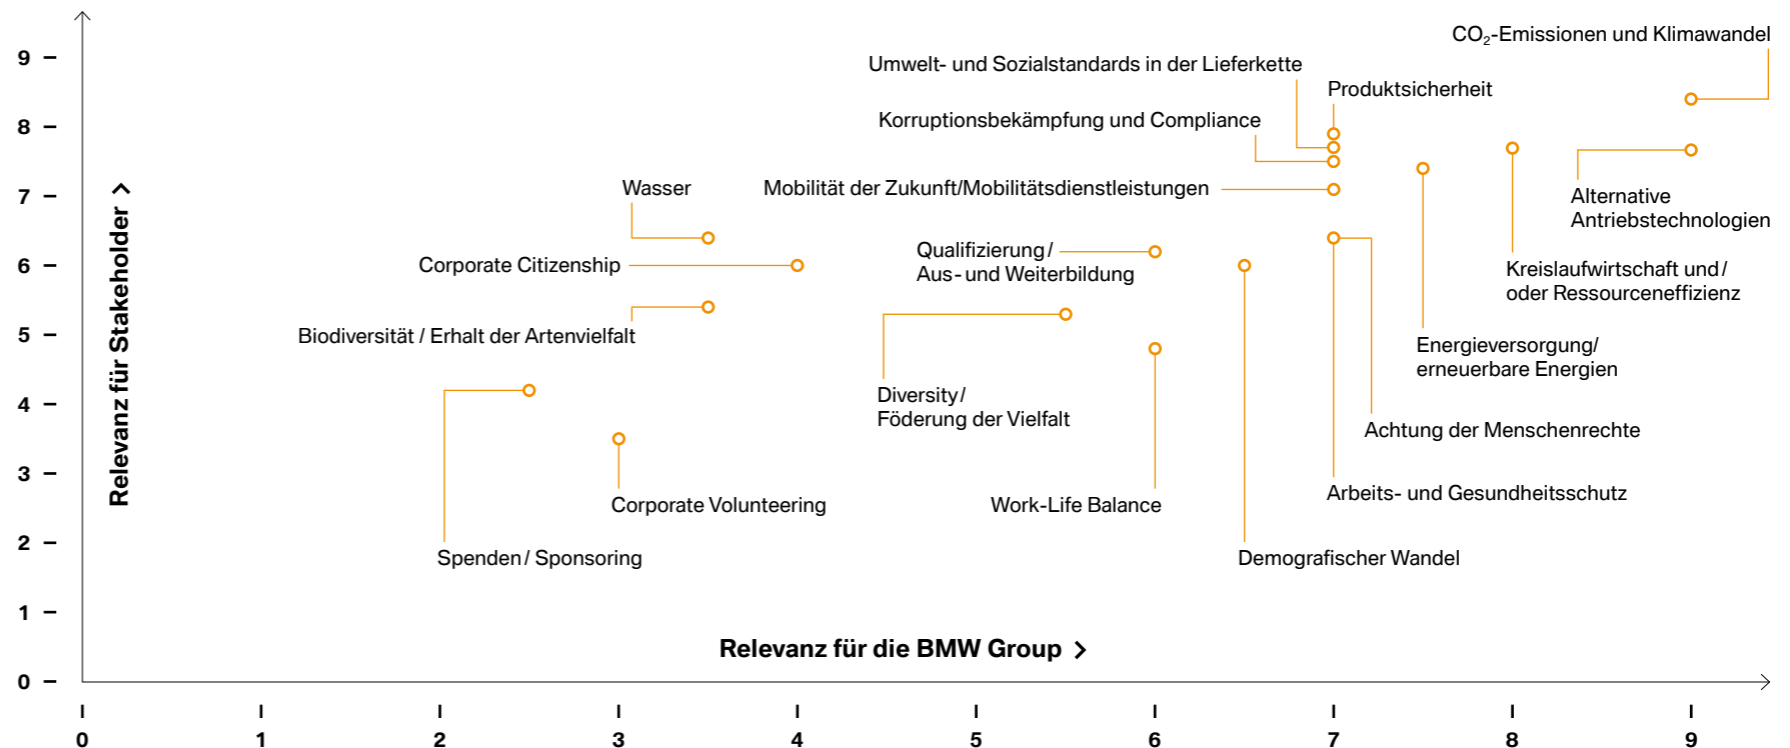 CO₂-Emissionen und Klimawandel
9
Umwelt- und Sozialstandards in der Lieferkette
Produktsicherheit
Korruptionsbekämpfung und Compliance
8
Wasser
Mobilität der Zukunft/Mobilitätsdienstleistungen
7
Alternative
Antriebstechnologien
Qualifizierung/
Aus- und Weiterbildung
Corporate Citizenship
6
Kreislaufwirtschaft und/
oder Ressourceneffizienz
Biodiversität / Erhalt der Artenvielfalt
5
Energieversorgung/
erneuerbare Energien
Relevanz für Stakeholder
Diversity/
Föderung der Vielfalt
4
Achtung der Menschenrechte
3
Arbeits- und Gesundheitsschutz
Corporate Volunteering
Work-Life Balance
2
Spenden / Sponsoring
Demografischer Wandel
1
Relevanz für die BMW Group
0
0 1 2 3 4 5 6 7 8 9